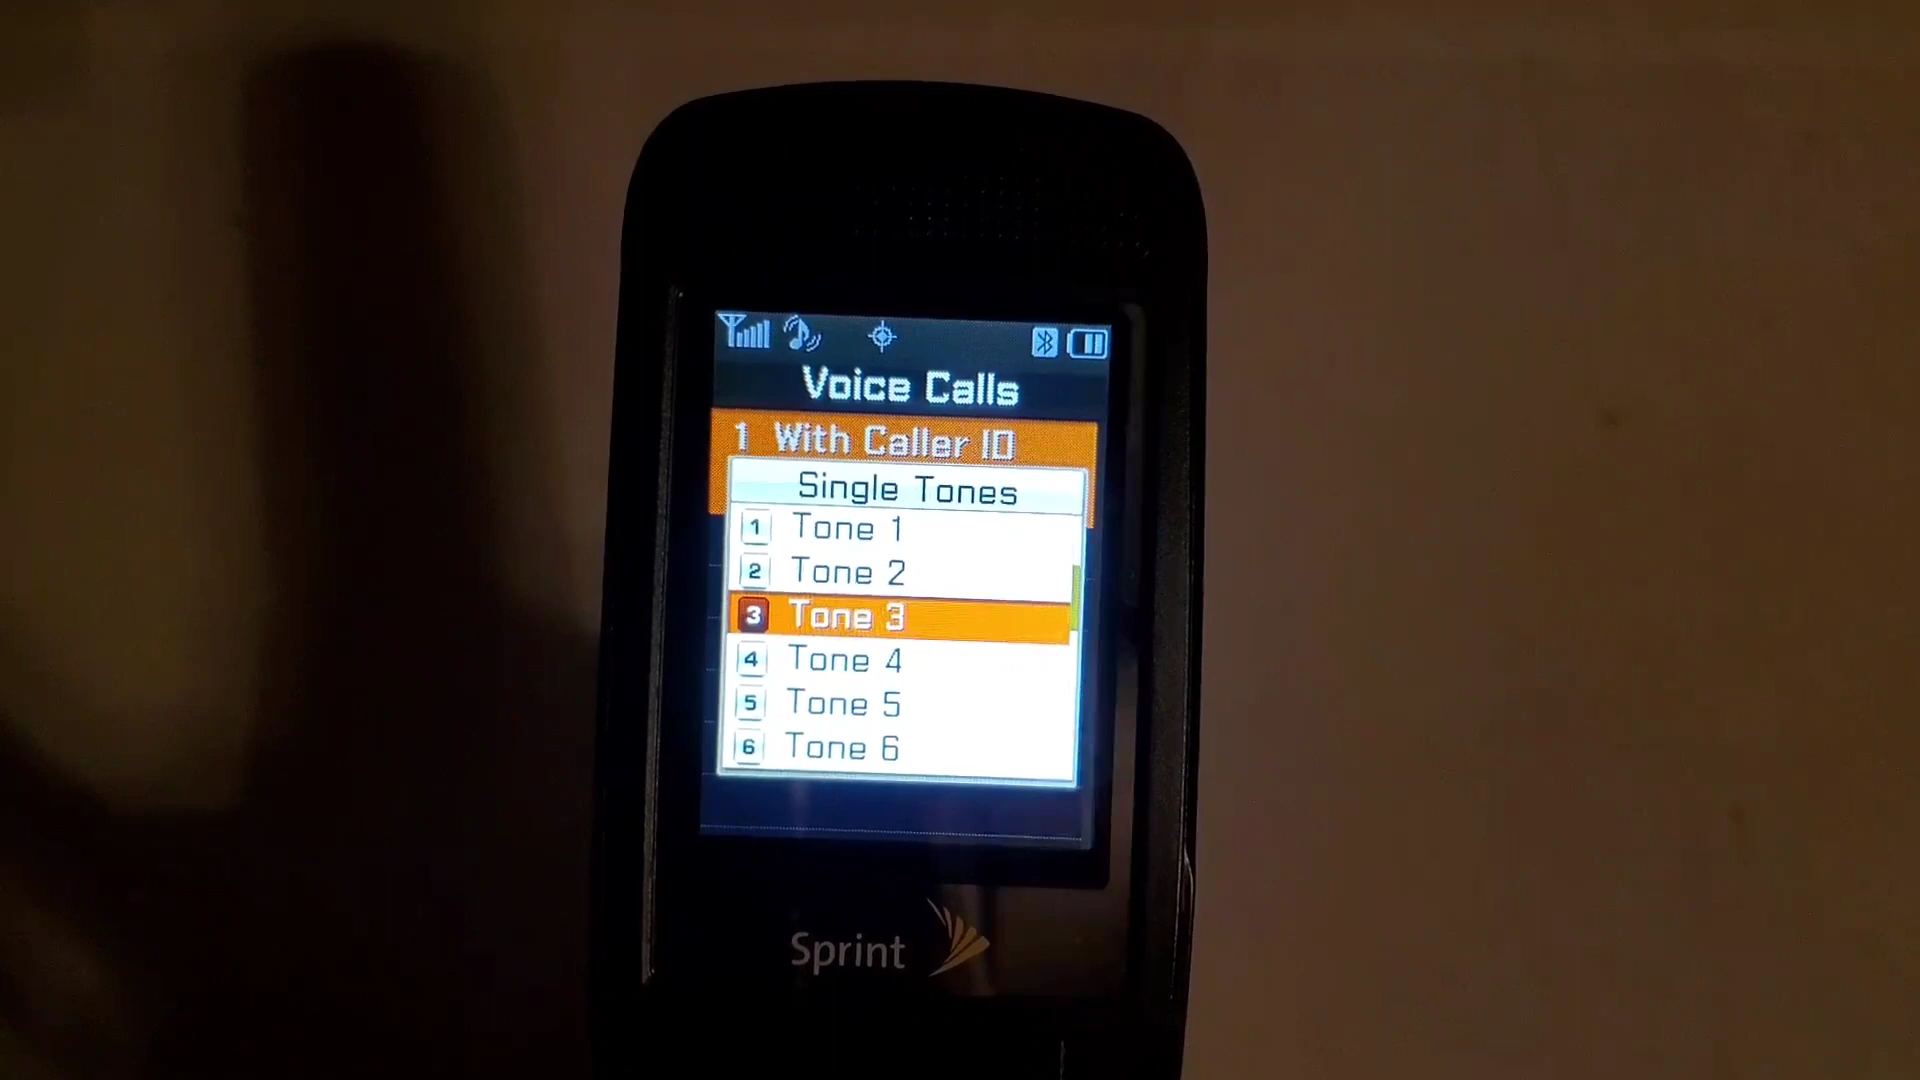 Voice Calls
1 With Caller ID
Single Tones
1 Tone 1
2 Tone 2
3 Tone 3
4 Tone 4
5 Tone 5
6 Tone 6
Sprint